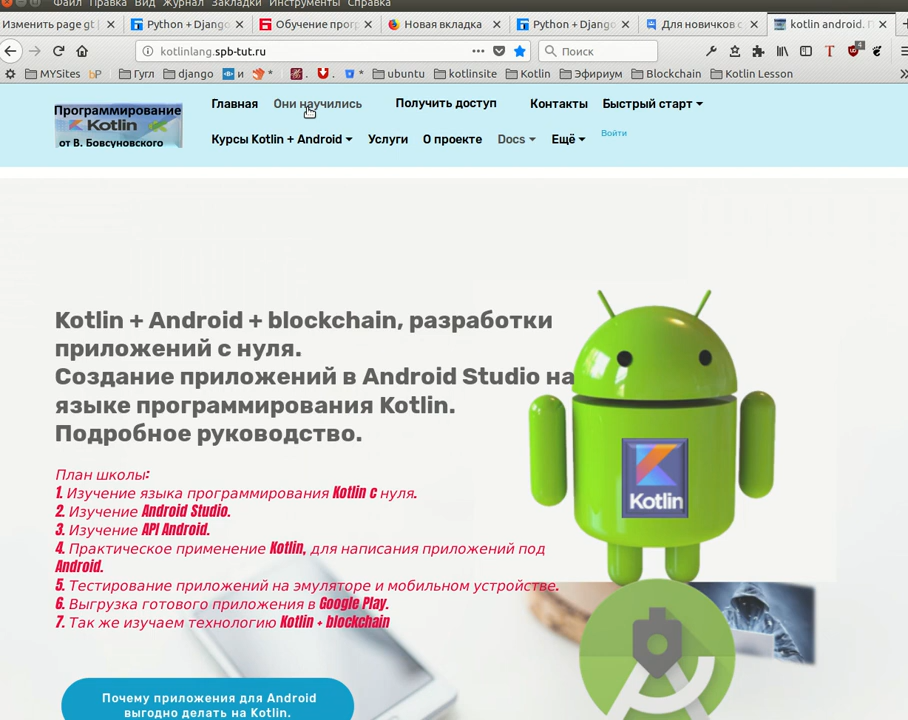 Файл Правка Вид Журнал Закладки Инструменты Справка
Изменить page gt
Python + Django
Обучение прогр
Новая вкладка
Python + Django
Для новичков с
kotlin android. П
kotlinlang.spb-tut.ru
Поиск
4
MYSites
bP
Гугл
django
и
ubuntu
kotlinsite
Kotlin
Эфириум
Blockchain
Kotlin Lesson
Программирование
Kotlin
от В. Бовсуновского
Главная Они научились Получить доступ Контакты Быстрый старт
Курсы Kotlin + Android Услуги О проекте Docs Ещё Войти
Kotlin + Android + blockchain, разработки
приложений с нуля.
Создание приложений в Android Studio на
языке программирования Kotlin.
Подробное руководство.
План школы:
1. Изучение языка программирования Kotlin с нуля.
2. Изучение Android Studio.
3. Изучение API Android.
4. Практическое применение Kotlin, для написания приложений под
Android.
5. Тестирование приложений на эмуляторе и мобильном устройстве.
6. Выгрузка готового приложения в Google Play.
7. Так же изучаем технологию Kotlin + blockchain
Kotlin
Почему приложения для Android
выгодно делать на Kotlin.